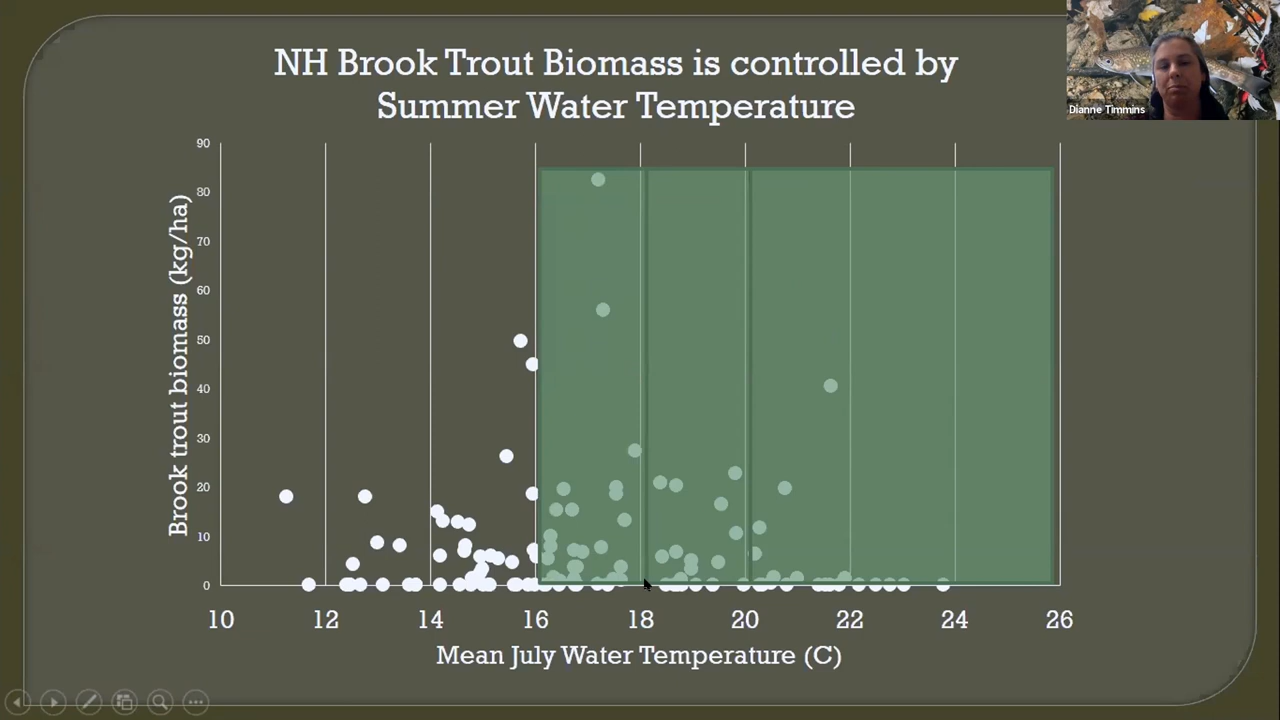 NH Brook Trout Biomass is controlled by
Summer Water Temperature
Dianne Timmins
Brook trout biomass (kg/ha)
90
80
70
60
50
40
30
20
10
0
10 12 14 16 18 20 22 24 26
Mean July Water Temperature (C)